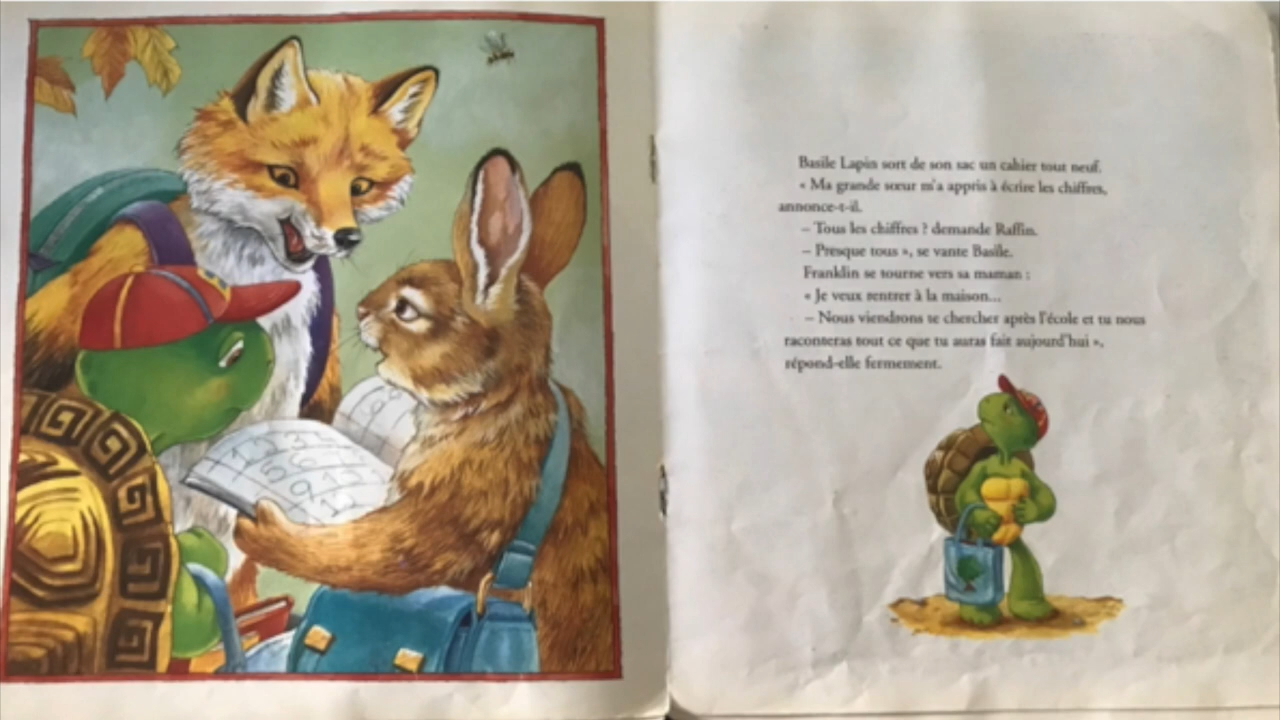 Basile Lapin sort de son sac un cahier tout neuf.
« Ma grande sœur m'a appris à écrire les chiffres,
annonce-t-il.
– Tous les chiffres ? demande Raffin.
– Presque tous », se vante Basile.
Franklin se tourne vers sa maman :
« Je veux rentrer à la maison...
– Nous viendrons te chercher après l'école et tu nous
raconteras tout ce que tu auras fait aujourd'hui »,
répond-elle fermement.